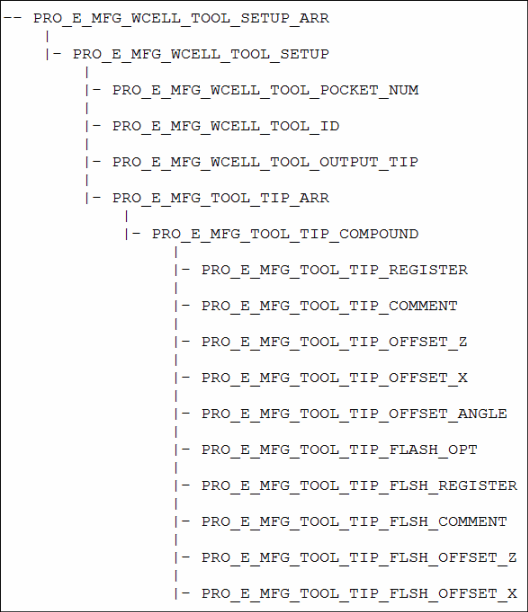 -- PRO_E_MFG_WCELL_TOOL_SETUP_ARR
|
|- PRO_E_MFG_WCELL_TOOL_SETUP
|
|- PRO_E_MFG_WCELL_TOOL_POCKET_NUM
|
|- PRO_E_MFG_WCELL_TOOL_ID
|
|- PRO_E_MFG_WCELL_TOOL_OUTPUT_TIP
|
|- PRO_E_MFG_TOOL_TIP_ARR
|
|- PRO_E_MFG_TOOL_TIP_COMPOUND
|
|- PRO_E_MFG_TOOL_TIP_REGISTER
|
|- PRO_E_MFG_TOOL_TIP_COMMENT
|
|- PRO_E_MFG_TOOL_TIP_OFFSET_Z
|
|- PRO_E_MFG_TOOL_TIP_OFFSET_X
|
|- PRO_E_MFG_TOOL_TIP_OFFSET_ANGLE
|
|- PRO_E_MFG_TOOL_TIP_FLASH_OPT
|
|- PRO_E_MFG_TOOL_TIP_FLSH_REGISTER
|
|- PRO_E_MFG_TOOL_TIP_FLSH_COMMENT
|
|- PRO_E_MFG_TOOL_TIP_FLSH_OFFSET_Z
|
|- PRO_E_MFG_TOOL_TIP_FLSH_OFFSET_X